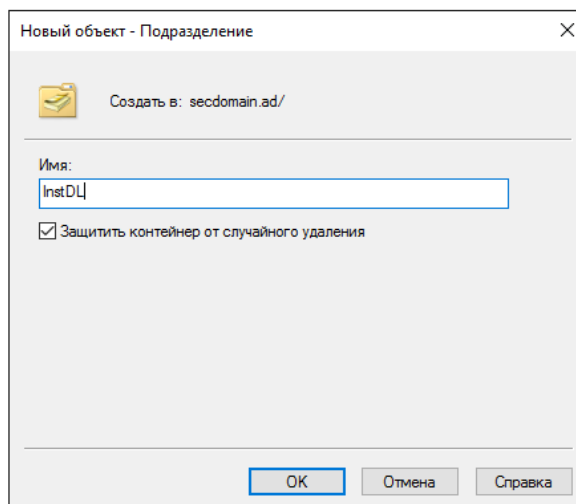 Новый объект - Подразделение
Создать в: secdomain.ad/
Имя:
InstDL
Защитить контейнер от случайного удаления
OK
Отмена
Справка